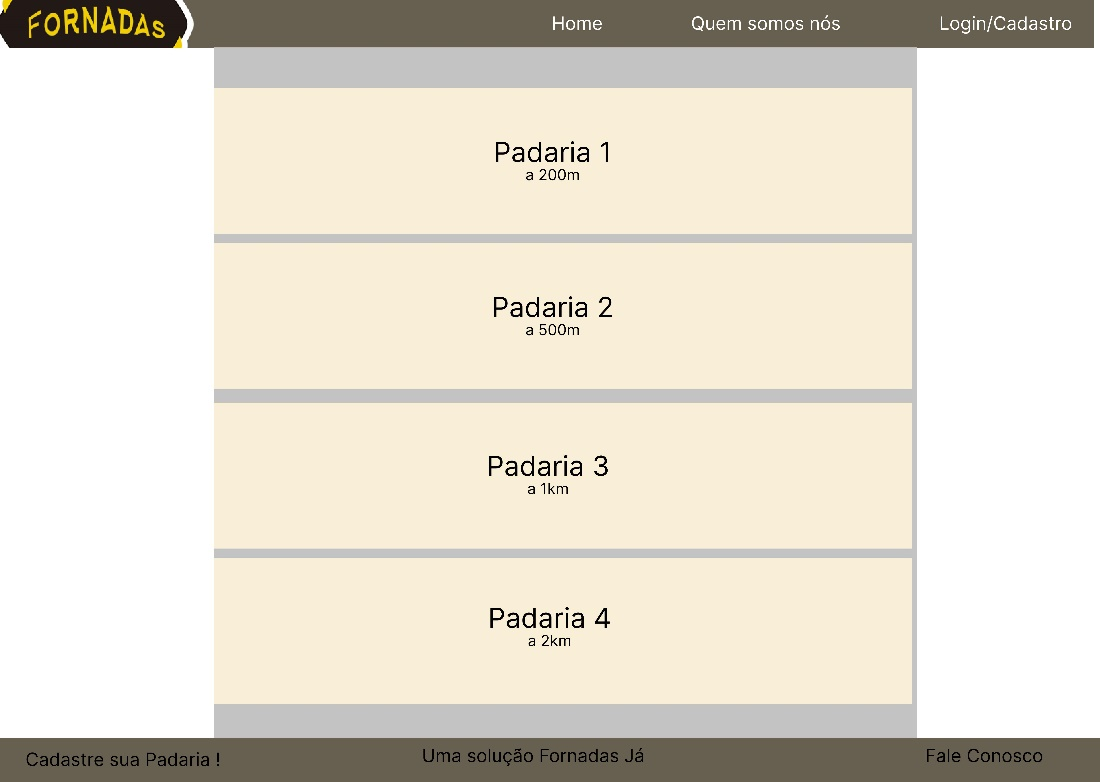 FORNADAS
Home
Quem somos nós
Login/Cadastro
Padaria 1
a 200m
Padaria 2
a 500m
Padaria 3
a 1km
Padaria 4
a 2km
Cadastre sua Padaria !
Uma solução Fornadas Já
Fale Conosco